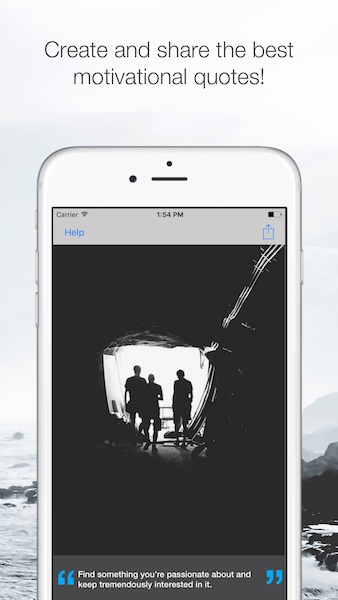 Create and share the best
motivational quotes!
Carrier 1:54 PM
Help
“ Find something you’re passionate about and ”
keep tremendously interested in it.